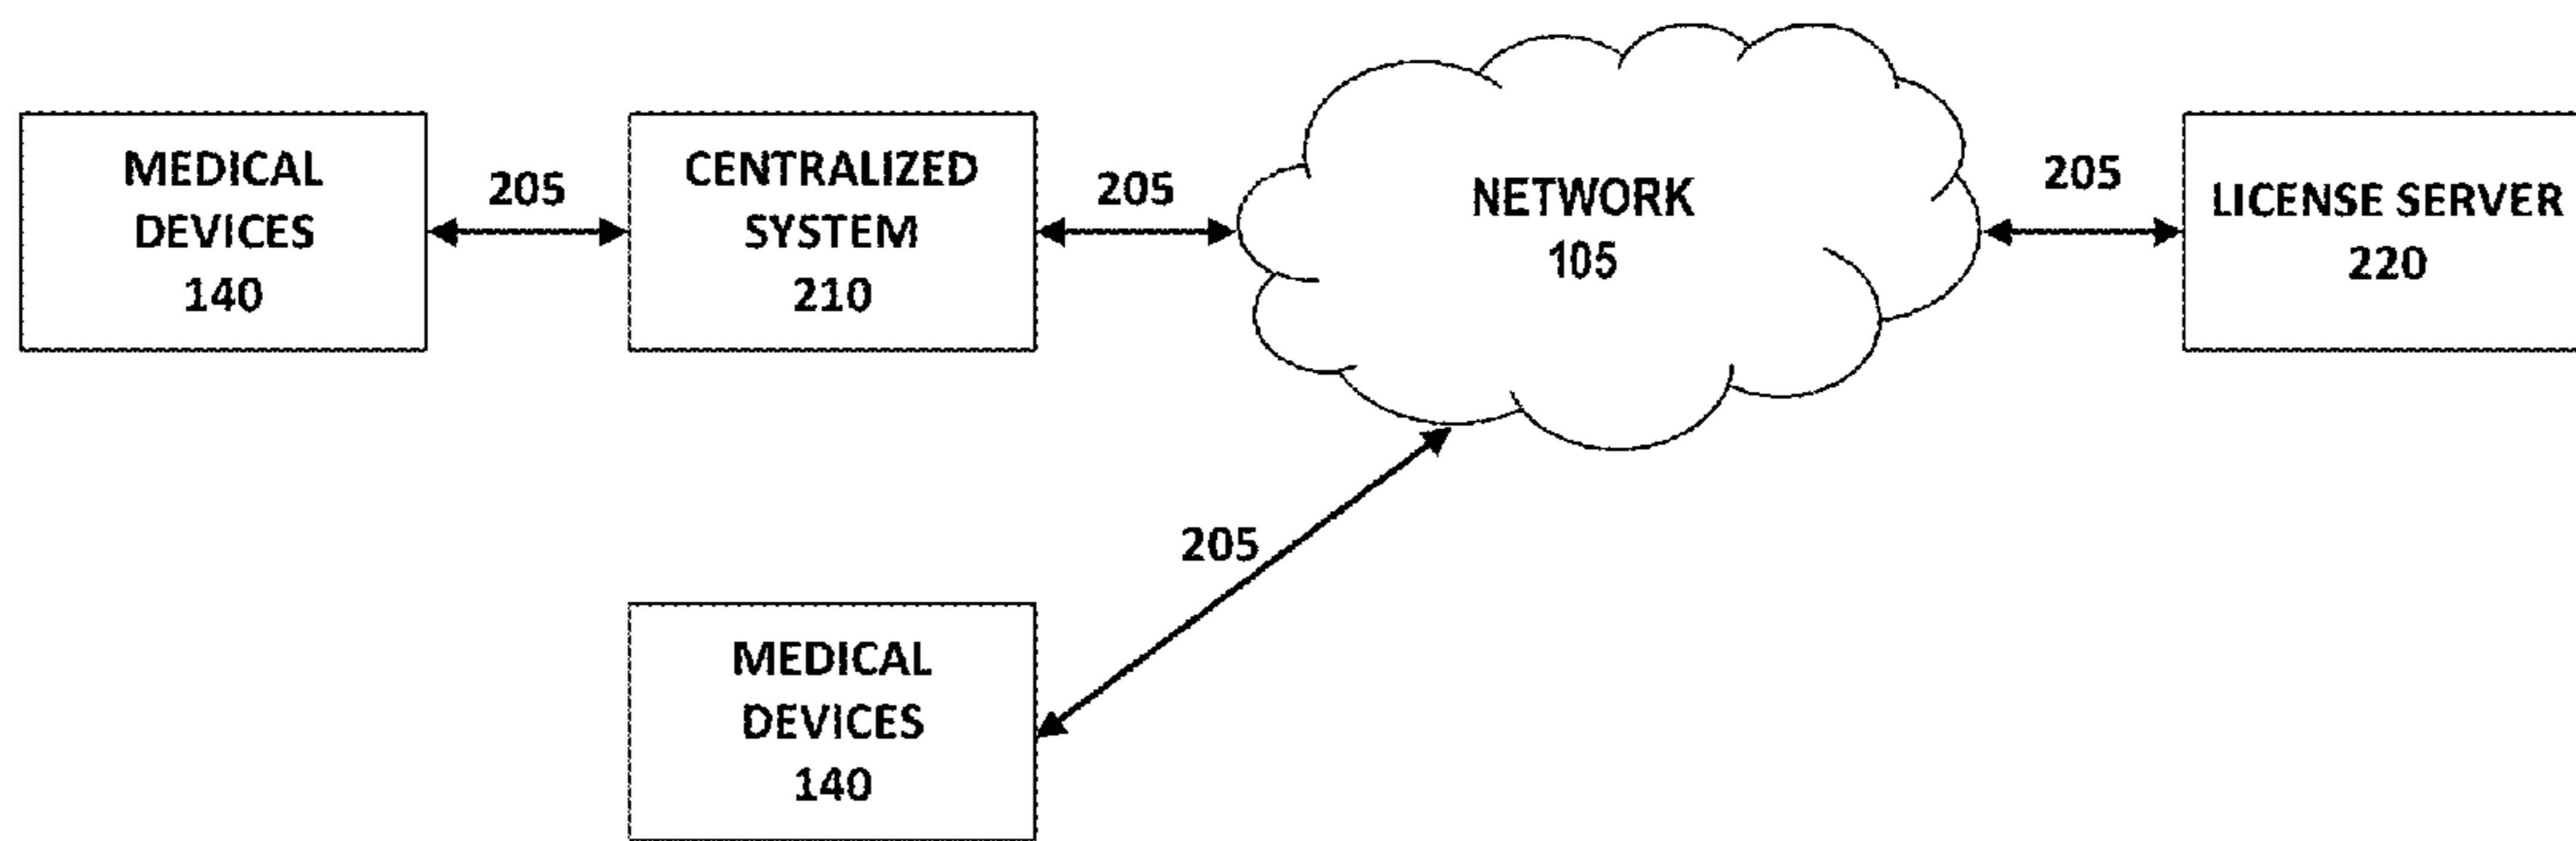 MEDICAL
DEVICES
140
205
CENTRALIZED
SYSTEM
210
205
NETWORK
105
205
LICENSE SERVER
220
205
MEDICAL
DEVICES
140